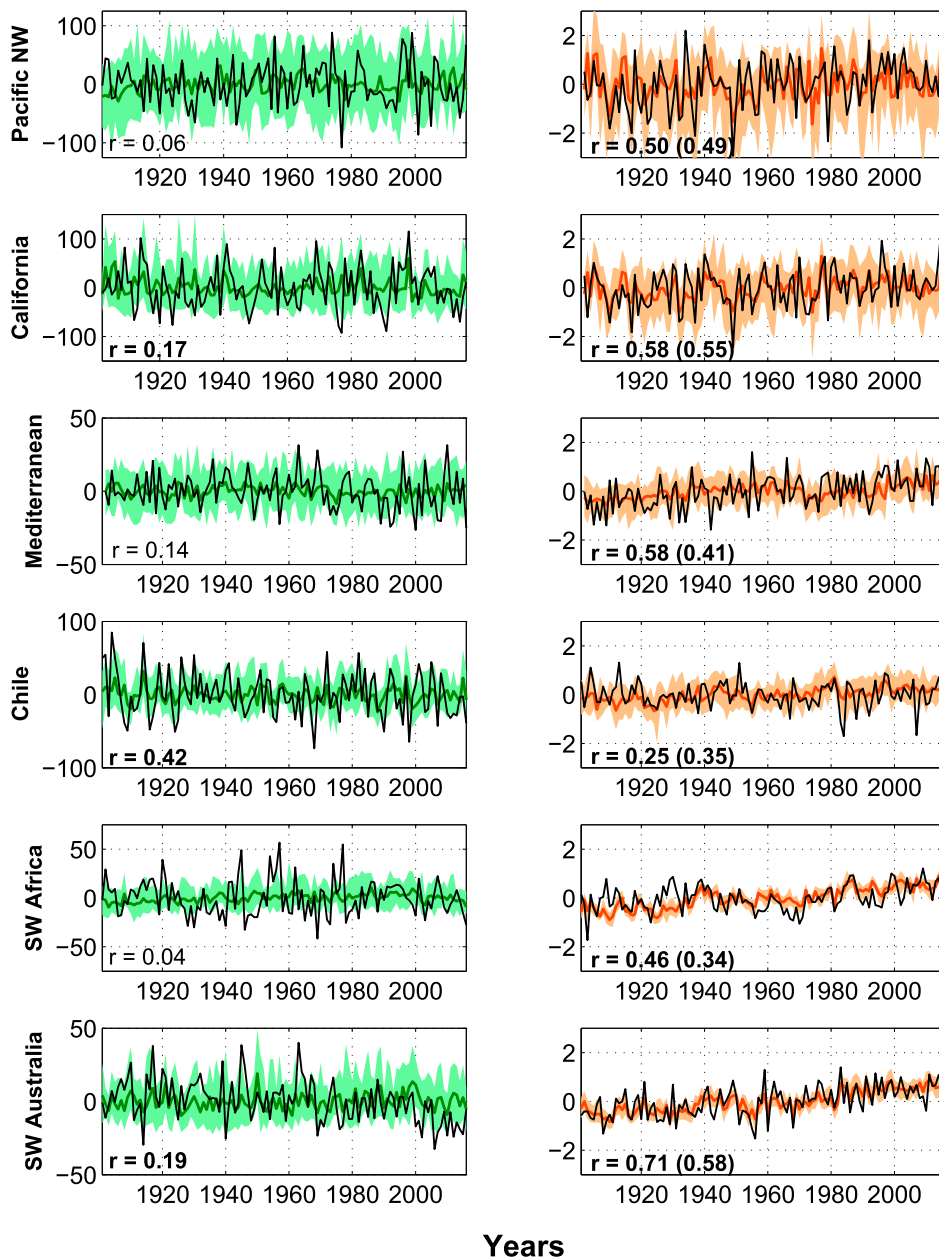 Pacific NW
100
0
−100
r = 0.06
1920 1940 1960 1980 2000
2
0
−2
r = 0.50 (0.49)
1920 1940 1960 1980 2000
California
100
0
−100
r = 0.17
1920 1940 1960 1980 2000
2
0
−2
r = 0.58 (0.55)
1920 1940 1960 1980 2000
Mediterranean
50
0
−50
r = 0.14
1920 1940 1960 1980 2000
2
0
−2
r = 0.58 (0.41)
1920 1940 1960 1980 2000
Chile
100
0
−100
r = 0.42
1920 1940 1960 1980 2000
2
0
−2
r = 0.25 (0.35)
1920 1940 1960 1980 2000
SW Africa
50
0
−50
r = 0.04
1920 1940 1960 1980 2000
2
0
−2
r = 0.46 (0.34)
1920 1940 1960 1980 2000
SW Australia
50
0
−50
r = 0.19
1920 1940 1960 1980 2000
2
0
−2
r = 0.71 (0.58)
1920 1940 1960 1980 2000
Years